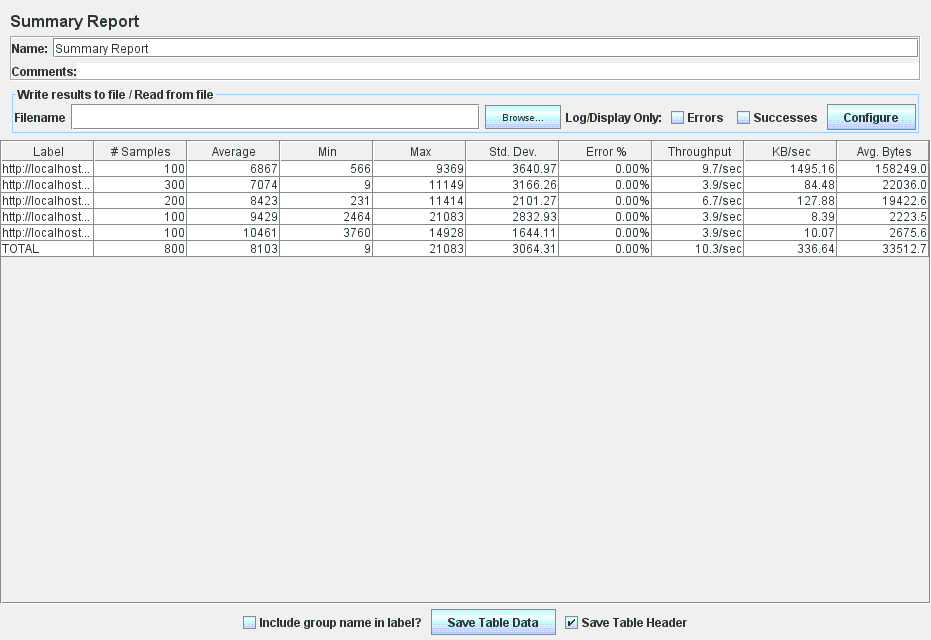 Summary Report
Name: Summary Report
Comments:
Write results to file / Read from file
Filename Browse... Log/Display Only: Errors Successes Configure
Label # Samples Average Min Max Std. Dev. Error % Throughput KB/sec Avg. Bytes
http://localhost... 100 6867 566 9369 3640.97 0.00% 9.7/sec 1495.16 158249.0
http://localhost... 300 7074 9 11149 3166.26 0.00% 3.9/sec 84.48 22036.0
http://localhost... 200 8423 231 11414 2101.27 0.00% 6.7/sec 127.88 19422.6
http://localhost... 100 9429 2464 21083 2832.93 0.00% 3.9/sec 8.39 2223.5
http://localhost... 100 10461 3760 14928 1644.11 0.00% 3.9/sec 10.07 2675.6
TOTAL 800 8103 9 21083 3064.31 0.00% 10.3/sec 336.64 33512.7
Include group name in label? Save Table Data Save Table Header